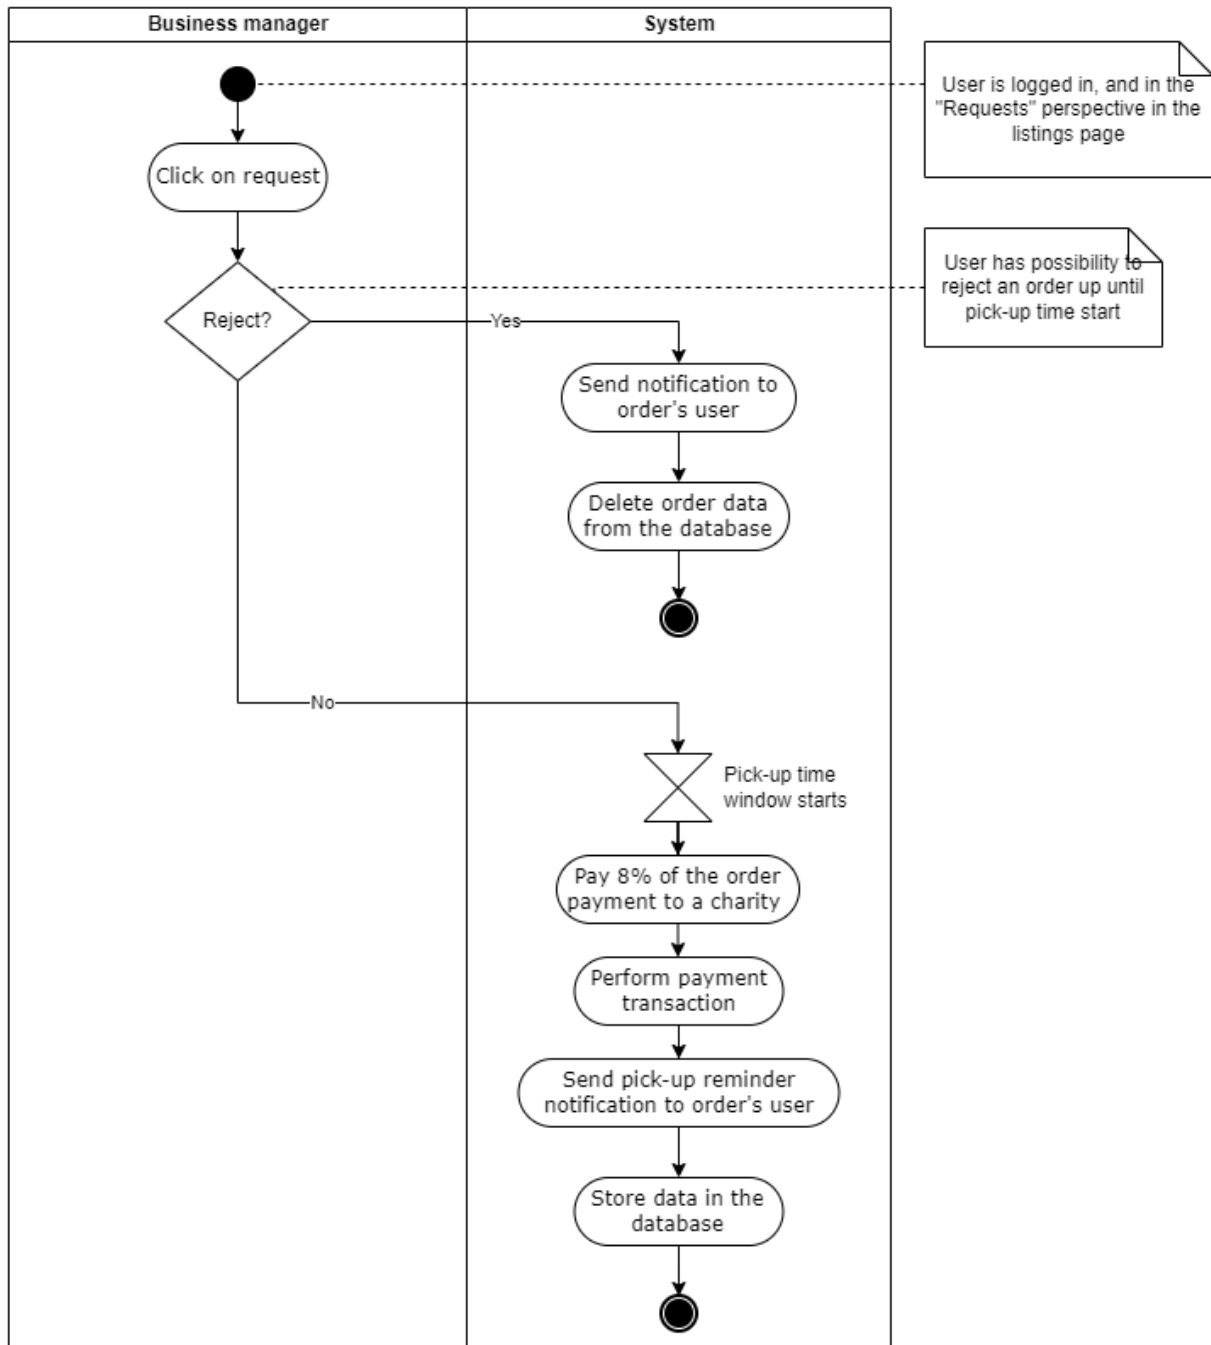 Business manager
System
User is logged in, and in the
"Requests" perspective in the
listings page
Click on request
User has possibility to
reject an order up until
pick-up time start
Reject?
Yes
Send notification to
order's user
Delete order data
from the database
No
Pick-up time
window starts
Pay 8% of the order
payment to a charity
Perform payment
transaction
Send pick-up reminder
notification to order's user
Store data in the
database